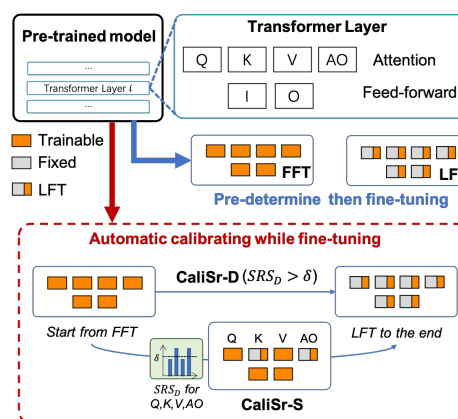 Pre-trained model
...
Transformer Layer l
...
Transformer Layer
Q K V AO Attention
I O Feed-forward
Trainable
Fixed
LFT
FFT
LF
Pre-determine then fine-tuning
Automatic calibrating while fine-tuning
CaliSr-D (SRS_D > δ)
Start from FFT
LFT to the end
Q K V AO
δ
SRS_D for
Q,K,V,AO
CaliSr-S